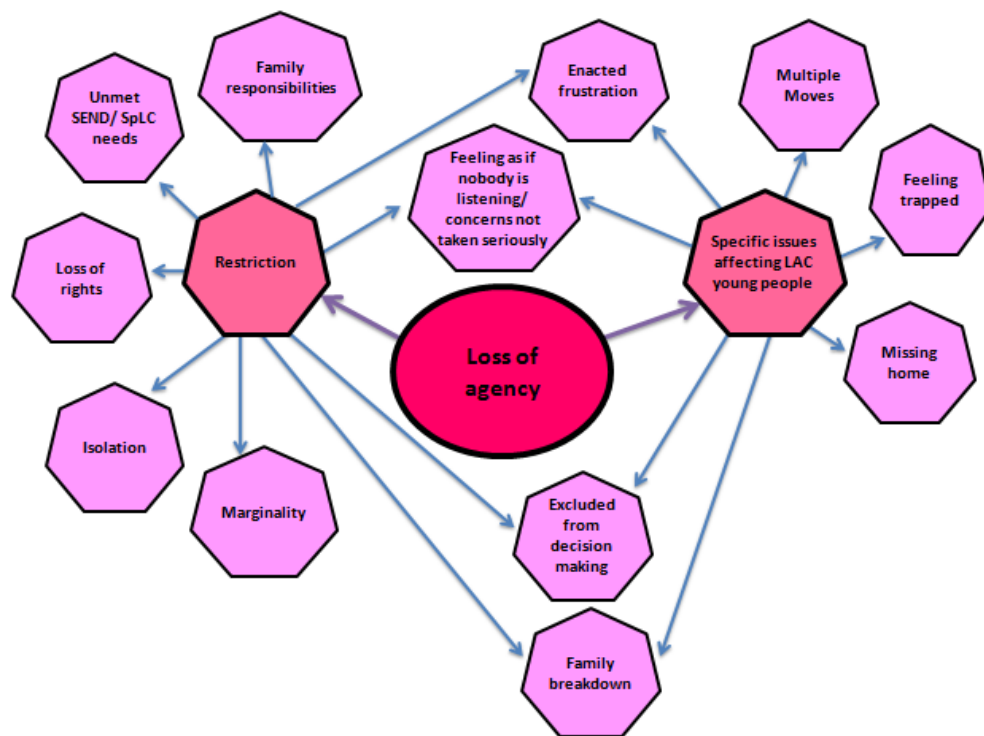 Family
responsibilities
Enacted
frustration
Multiple
Moves
Unmet
SEND/ SpLC
needs
Feeling as if
nobody is
listening/
concerns not
taken seriously
Feeling
trapped
Loss of
rights
Restriction
Specific issues
affecting LAC
young people
Loss of
agency
Missing
home
Isolation
Marginality
Excluded
from
decision
making
Family
breakdown